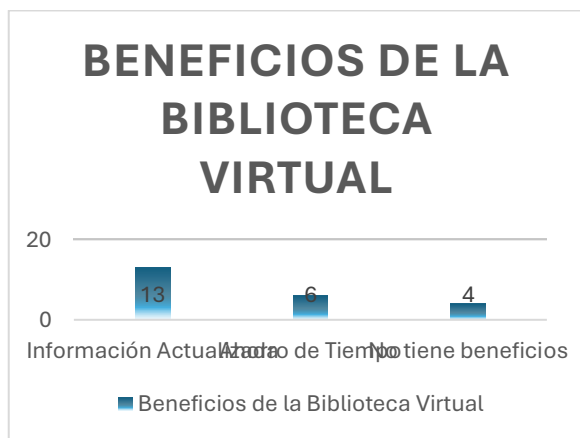 BENEFICIOS DE LA
BIBLIOTECA
VIRTUAL
20
13
6
4
0
Información Actualizada
Ahorro de Tiempo
No tiene beneficios
Beneficios de la Biblioteca Virtual